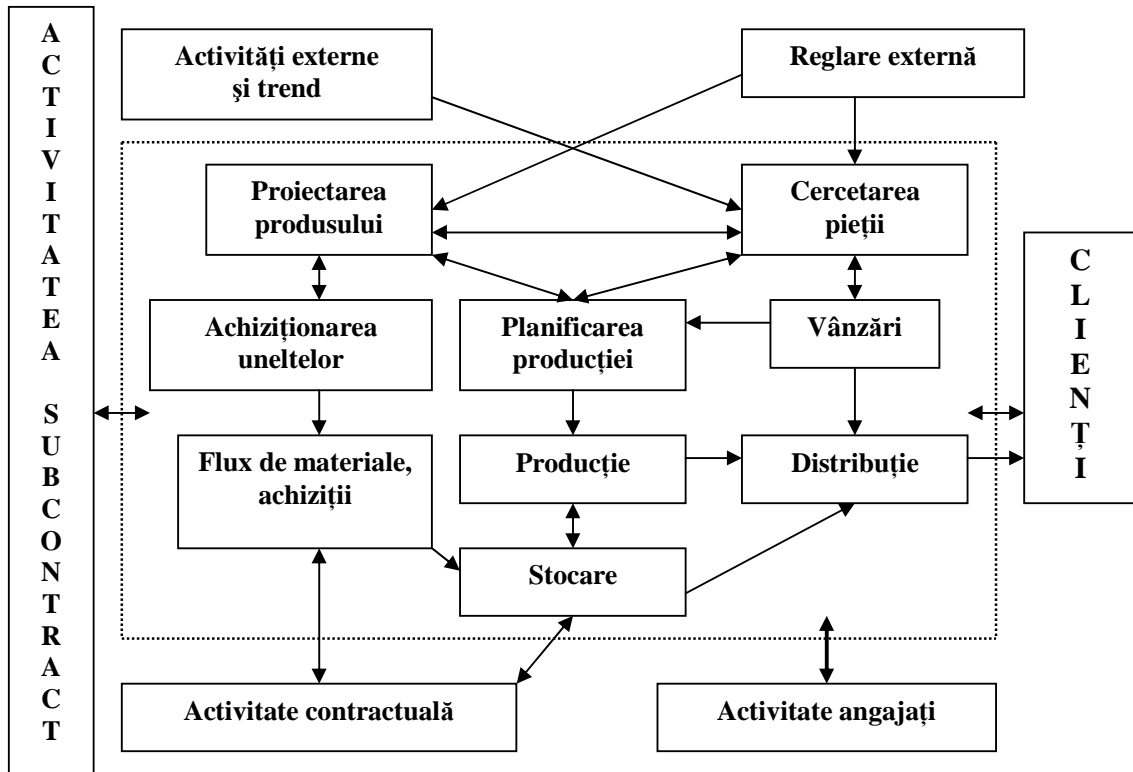 ACTIVITATEA SUBCONTRACT
Activități externe
şi trend
Reglare externă
Proiectarea
produsului
Cercetarea
pieții
Achiziționarea
uneltelor
Planificarea
producției
Vânzări
Flux de materiale,
achiziții
Producție
Distribuție
Stocare
Activitate contractuală
Activitate angajați
CLIENȚI